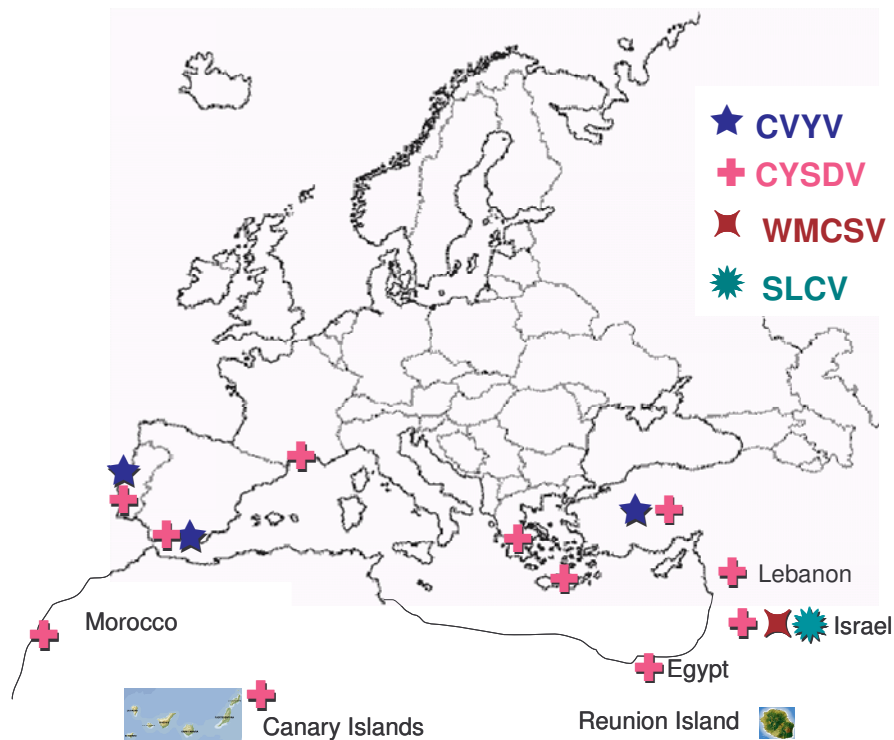 CVYV
CYSDV
WMCSV
SLCV
Lebanon
Morocco
Israel
Egypt
Canary Islands
Reunion Island